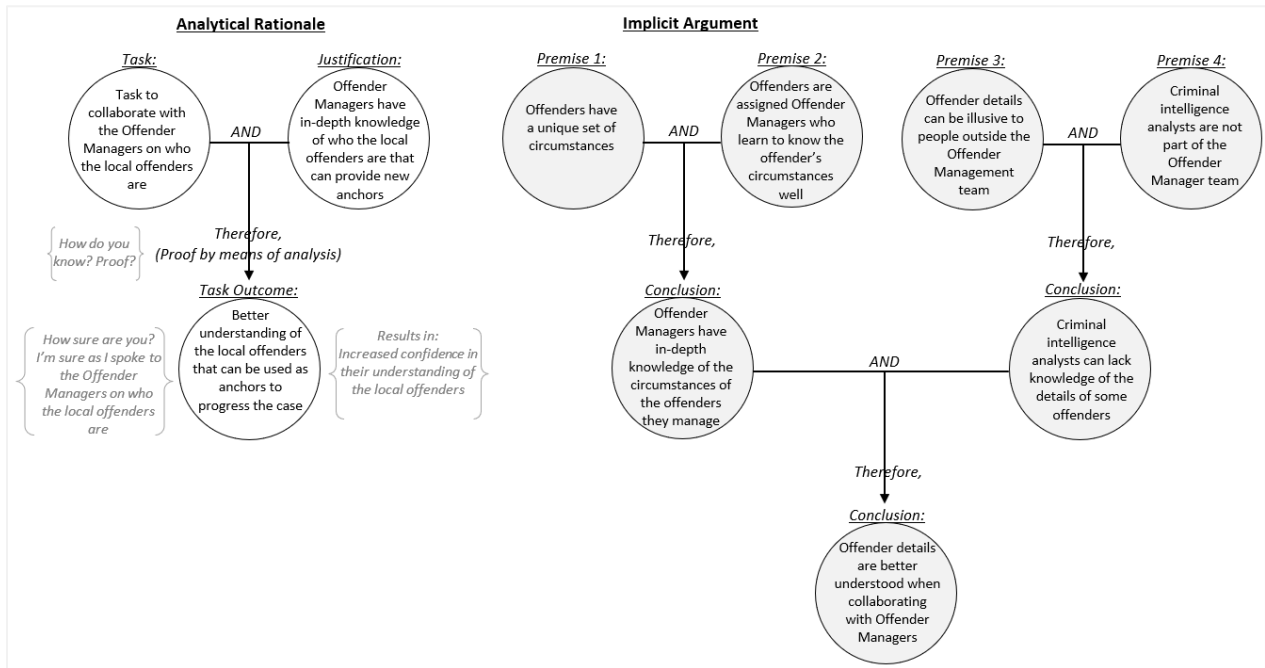 Analytical Rationale
Task:
Task to
collaborate with
the Offender
Managers on who
the local offenders
are
AND
Justification:
Offender
Managers have
in-depth knowledge
of who the local
offenders are that
can provide new
anchors
How do you
know? Proof?
Therefore,
(Proof by means of analysis)
Task Outcome:
Better
understanding of
the local offenders
that can be used as
anchors to
progress the case
How sure are you?
I'm sure as I spoke to
the Offender
Managers on who
the local offenders
are
Results in:
Increased confidence in
their understanding of
the local offenders
Implicit Argument
Premise 1:
Offenders have
a unique set of
circumstances
AND
Premise 2:
Offenders are
assigned Offender
Managers who
learn to know the
offender's
circumstances
well
Therefore,
Conclusion:
Offender
Managers have
in-depth
knowledge of the
circumstances of
the offenders
they manage
Premise 3:
Offender details
can be illusive to
people outside the
Offender
Management
team
AND
Premise 4:
Criminal
intelligence
analysts are not
part of the
Offender
Manager team
Therefore,
Conclusion:
Criminal
intelligence
analysts can lack
knowledge of the
details of some
offenders
AND
Therefore,
Conclusion:
Offender details
are better
understood when
collaborating
with Offender
Managers